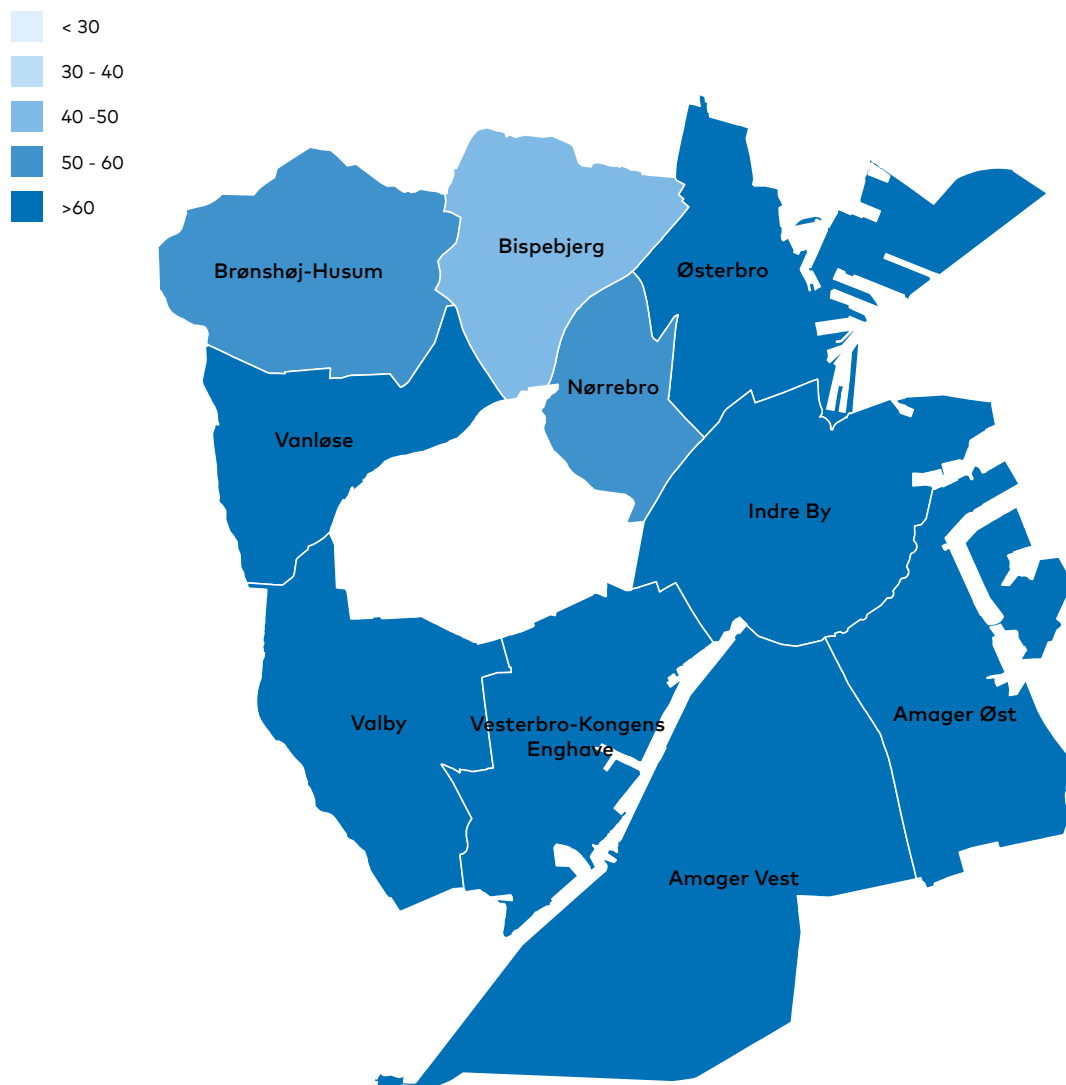 < 30
30 - 40
40 -50
50 - 60
>60
Bispebjerg
Brønshøj-Husum
Østerbro
Nørrebro
Vanløse
Indre By
Valby
Vesterbro-Kongens
Enghave
Amager Øst
Amager Vest